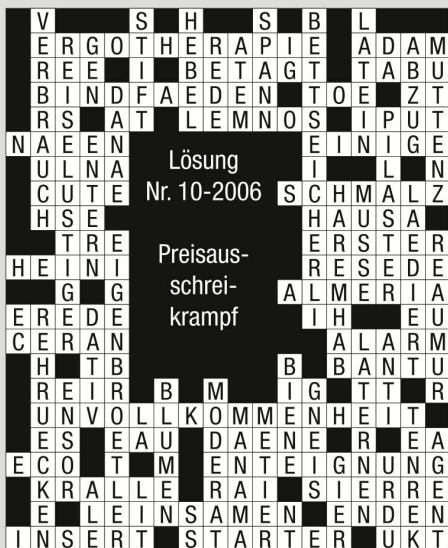 V S H S B L
ERGOTHERAPIE ADAM
REE I BETAGT TABU
BINDFAEDEN TOE ZT
RS AT LEMNOS IPUT
NAEEN EINIGE
ULNA Lösung I L N
CUTE Nr. 10-2006 SCHMALZ
HSE HAUSA
TRE ERSTER
Preisaus-
HEINI RESEDE
schrei-
G G ALMERIA
krampf
EREDE IH EU
CERAN ALARM
H TB B BANTU
REIR B M IG TT R
UNVOLLKOMMENHEIT
ES EAU DAENE R EA
ECO T M ENTEIGNUNG
KRALLE RAI SIERRE
E LEINSAMEN ENDEN
INSERT STARTER UKT